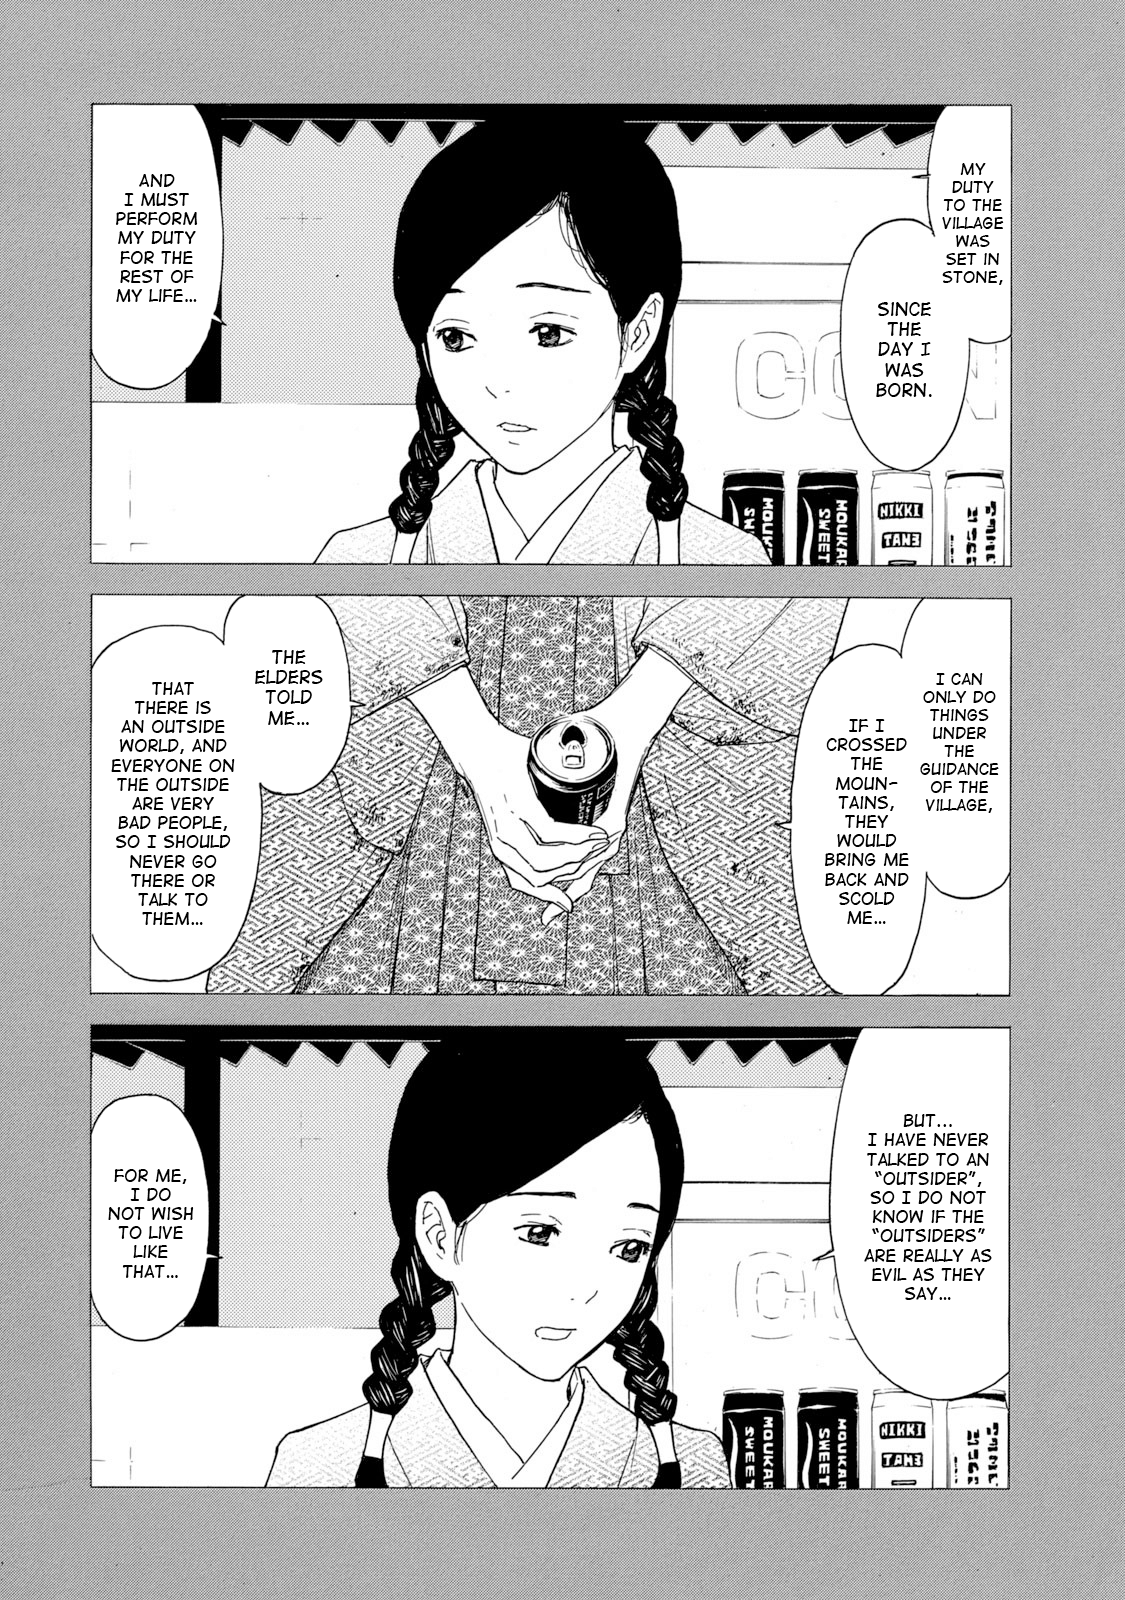 MY
DUTY
TO THE
VILLAGE
WAS
SET IN
STONE,
SINCE
THE
DAY I
WAS
BORN.
AND
I MUST
PERFORM
MY DUTY
FOR THE
REST OF
MY LIFE...
MOUKAR
SWEET
MOUKAR
SWEET
NIKKI
TANE
I CAN
ONLY DO
THINGS
UNDER
THE
GUIDANCE
OF THE
VILLAGE,
IF I
CROSSED
THE
MOUN-
TAINS,
THEY
WOULD
BRING ME
BACK AND
SCOLD
ME...
THE
ELDERS
TOLD
ME...
THAT
THERE IS
AN OUTSIDE
WORLD, AND
EVERYONE ON
THE OUTSIDE
ARE VERY
BAD PEOPLE,
SO I SHOULD
NEVER GO
THERE OR
TALK TO
THEM...
BUT...
I HAVE NEVER
TALKED TO AN
"OUTSIDER",
SO I DO NOT
KNOW IF THE
"OUTSIDERS"
ARE REALLY AS
EVIL AS THEY
SAY...
FOR ME,
I DO
NOT WISH
TO LIVE
LIKE
THAT...
MOUKAR
SWEET
MOUKAR
SWEET
NIKKI
TANE